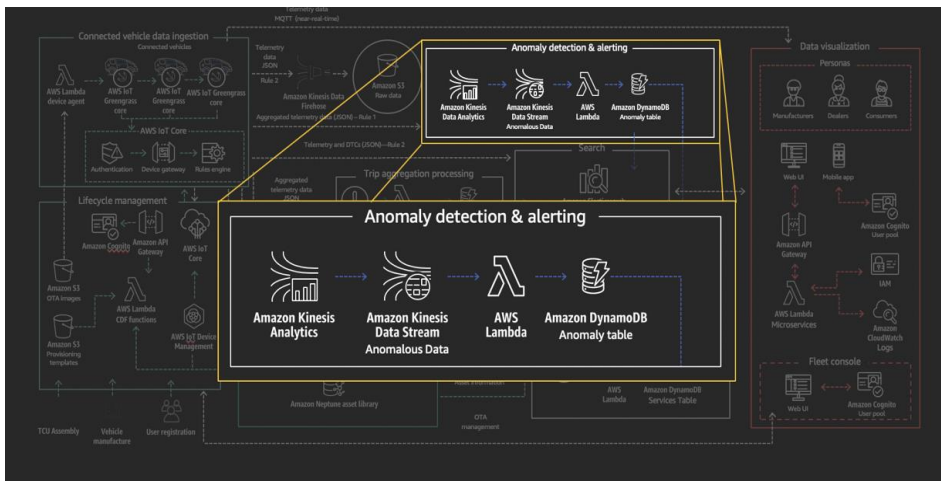 Telemetry data
MQTT (near-real-time)
Connected vehicle data ingestion
Connected vehicles
AWS Lambda
device agent
AWS IoT
Greengrass
core
AWS IoT
Greengrass
core
AWS IoT Greengrass
core
AWS IoT Core
Authentication
Device gateway
Rules engine
Telemetry
data
JSON
Rule 2
Amazon Kinesis Data
Firehose
Amazon S3
Raw data
Aggregated telemetry data (JSON) – Rule 1
Telemetry and DTCs (JSON)—Rule 2
Aggregated
telemetry data
JSON
Trip aggregation processing
Anomaly detection & alerting
Amazon Kinesis
Data Analytics
Amazon Kinesis
Data Stream
Anomalous Data
AWS
Lambda
Amazon DynamoDB
Anomaly table
Search
Data visualization
Personas
Manufacturers
Dealers
Consumers
Web UI
Mobile app
Amazon API
Gateway
Amazon Cognito
User pool
AWS Lambda
Microservices
IAM
Amazon
CloudWatch
Logs
Fleet console
Web UI
Amazon Cognito
User pool
Lifecycle management
Amazon Cognito
Amazon API
Gateway
AWS IoT
Core
Amazon S3
OTA images
AWS Lambda
CDF functions
AWS IoT Device
Management
Amazon S3
Provisioning
templates
TCU Assembly
Vehicle
manufacture
User registration
Anomaly detection & alerting
Amazon Kinesis
Analytics
Amazon Kinesis
Data Stream
Anomalous Data
AWS
Lambda
Amazon DynamoDB
Anomaly table
Amazon Neptune asset library
Asset information
OTA
management
AWS
Lambda
Amazon DynamoDB
Services Table